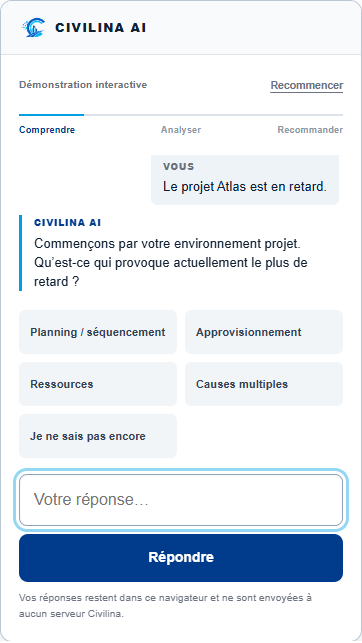 CIVILINA AI
Démonstration interactive
Recommencer
Comprendre
Analyser
Recommander
VOUS
Le projet Atlas est en retard.
CIVILINA AI
Commençons par votre environnement projet.
Qu’est-ce qui provoque actuellement le plus de
retard ?
Planning / séquencement
Approvisionnement
Ressources
Causes multiples
Je ne sais pas encore
Votre réponse…
Répondre
Vos réponses restent dans ce navigateur et ne sont envoyées à
aucun serveur Civilina.